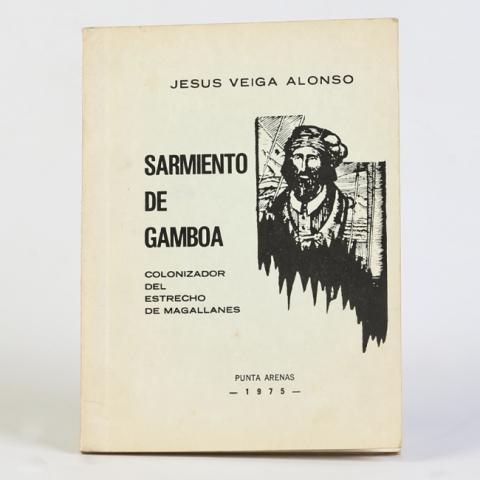 JESUS VEIGA ALONSO
SARMIENTO
DE
GAMBOA
COLONIZADOR
DEL
ESTRECHO
DE MAGALLANES
PUNTA ARENAS
— 1975 —